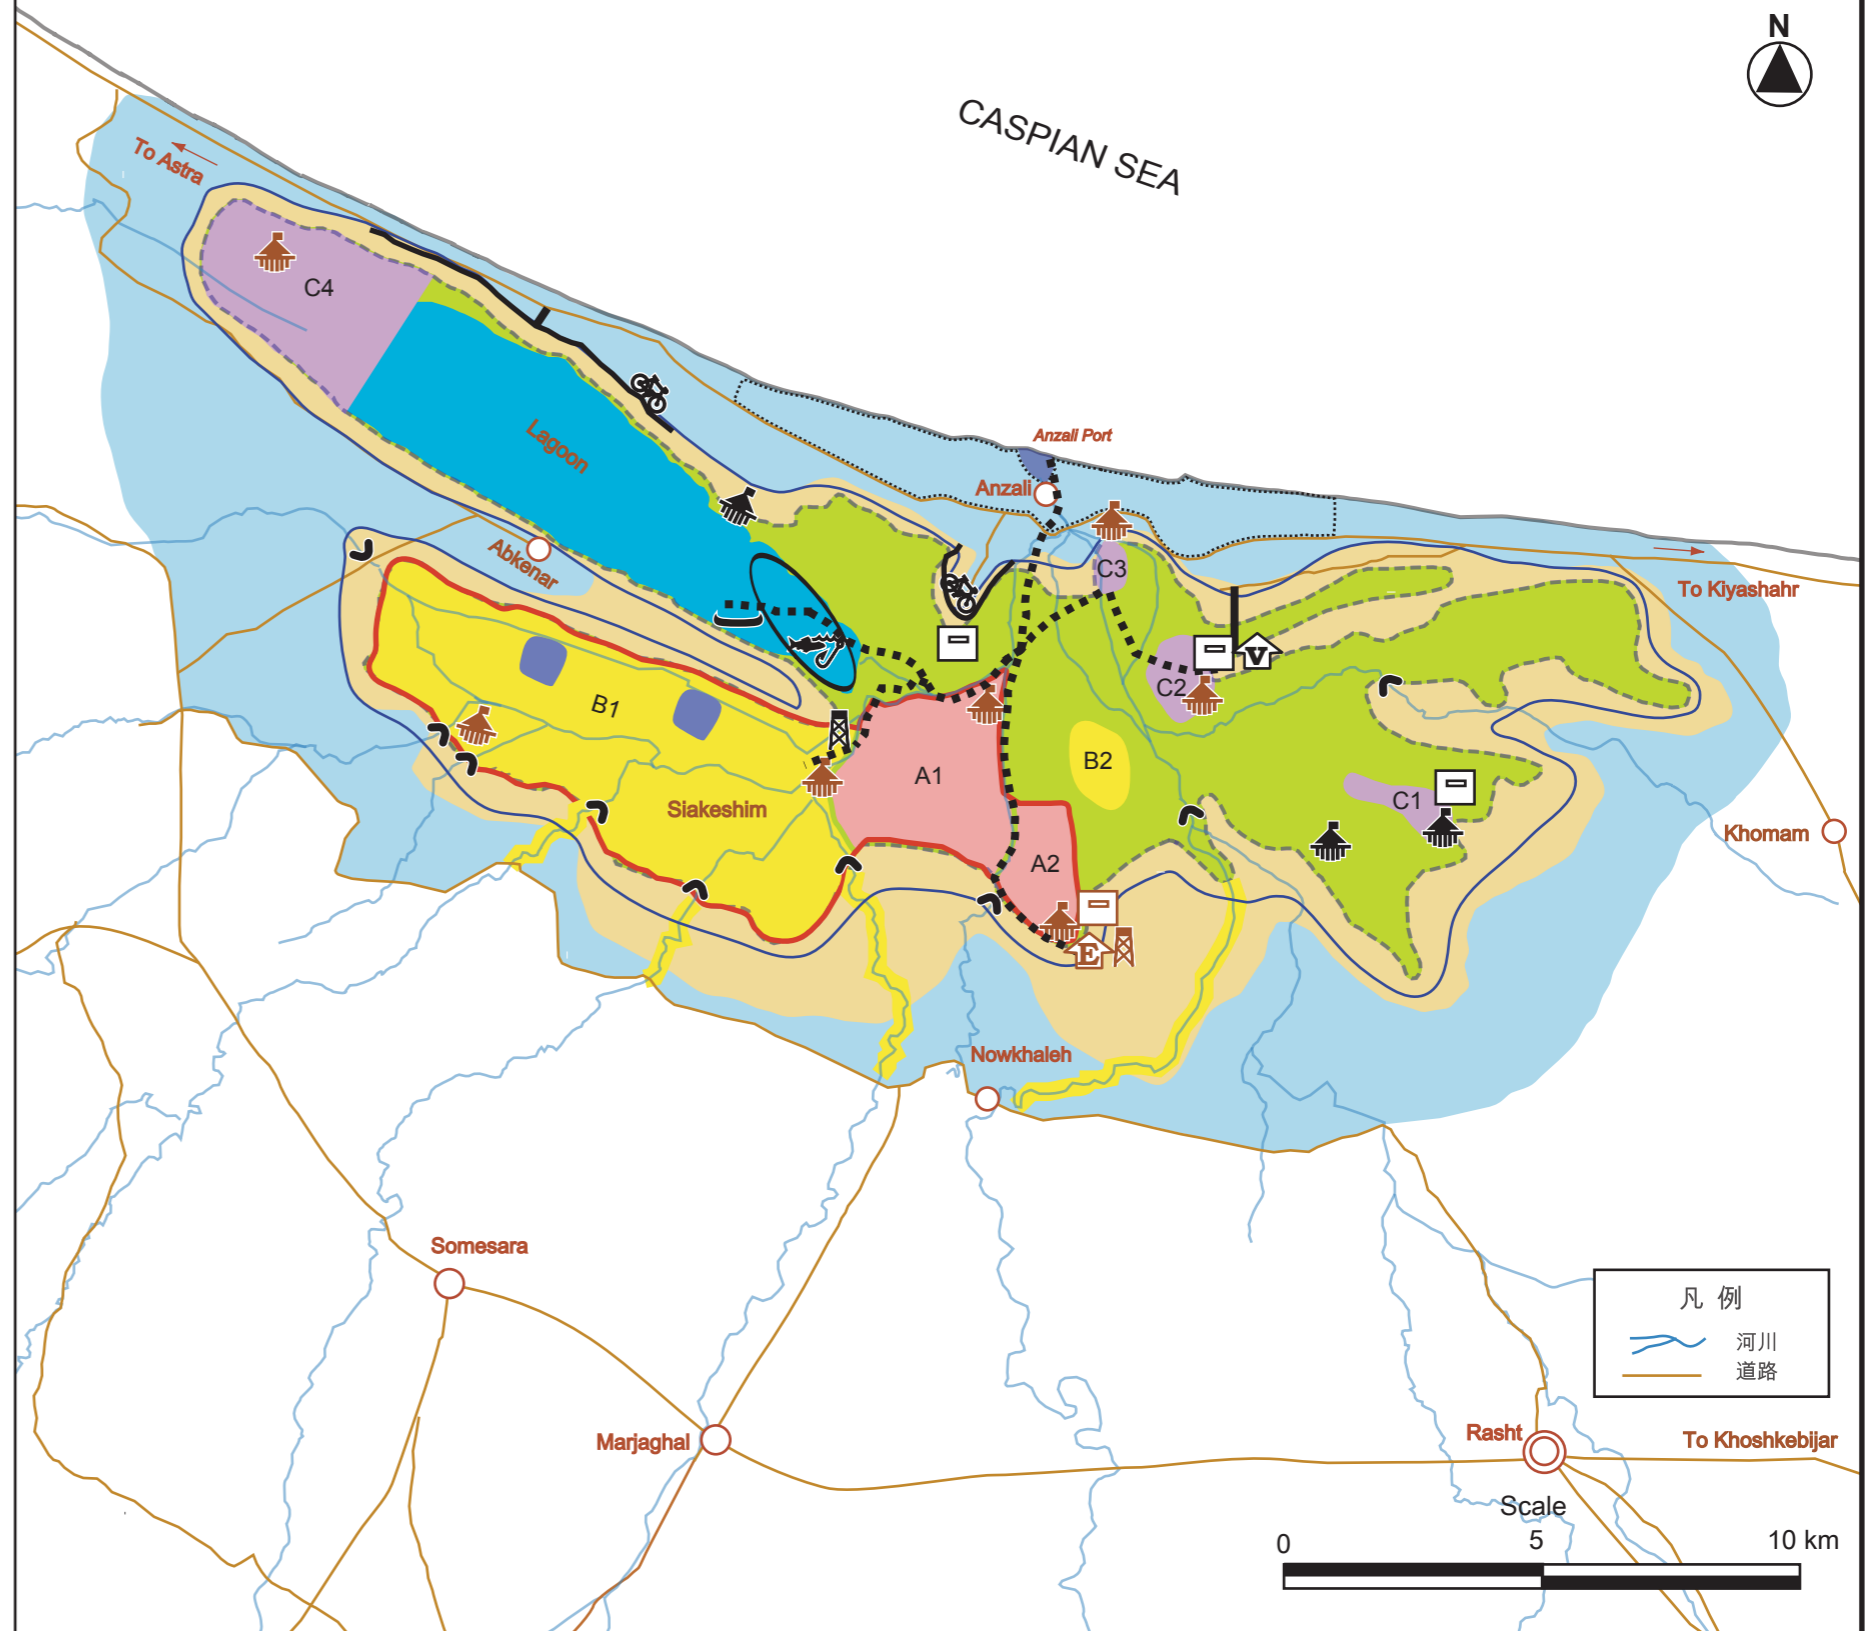 N
CASPIAN SEA
To Astra
C4
Lagoon
Anzali Port
Anzali
Abkenar
C3
To Kiyashahr
V
C2
B1
A1
B2
C1
Siakeshim
Khomam
A2
E
Nowkhaleh
Somesara
凡 例
河川
道路
Marjaghal
Rasht
To Khoshkebijar
Scale
0 5 10 km